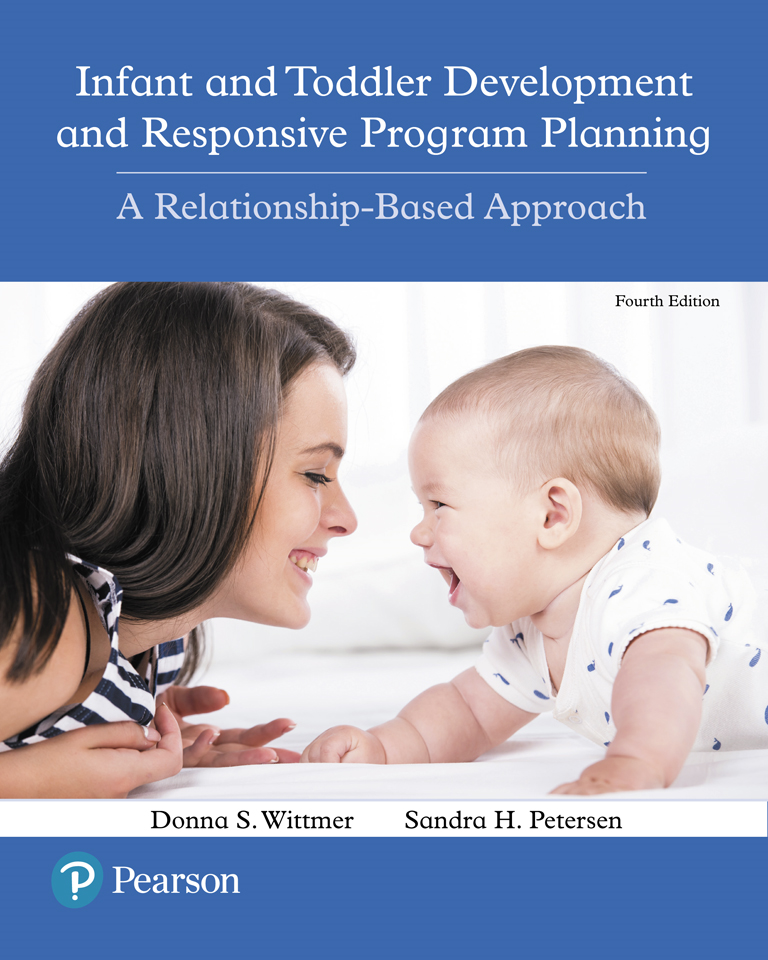 Infant and Toddler Development
and Responsive Program Planning
A Relationship-Based Approach
Fourth Edition
Donna S. Wittmer Sandra H. Petersen
Pearson